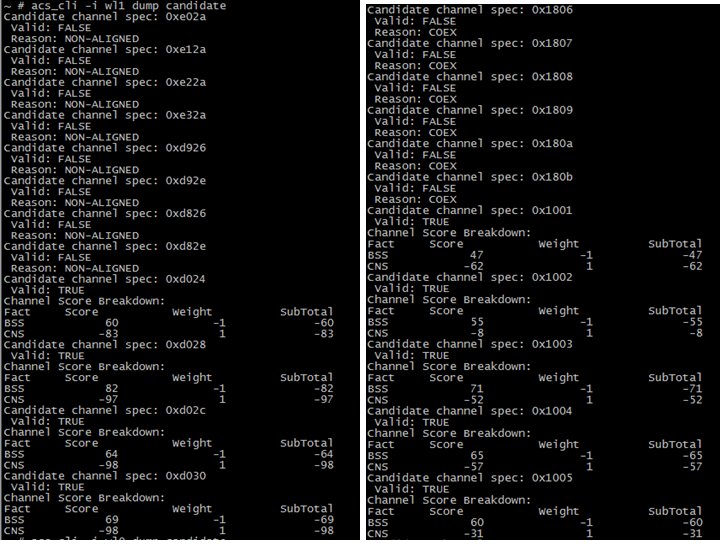 ~ # acs_cli -i wl1 dump candidate
Candidate channel spec: 0xe02a
Valid: FALSE
Reason: NON-ALIGNED
Candidate channel spec: 0xe12a
Valid: FALSE
Reason: NON-ALIGNED
Candidate channel spec: 0xe22a
Valid: FALSE
Reason: NON-ALIGNED
Candidate channel spec: 0xe32a
Valid: FALSE
Reason: NON-ALIGNED
Candidate channel spec: 0xd926
Valid: FALSE
Reason: NON-ALIGNED
Candidate channel spec: 0xd92e
Valid: FALSE
Reason: NON-ALIGNED
Candidate channel spec: 0xd826
Valid: FALSE
Reason: NON-ALIGNED
Candidate channel spec: 0xd82e
Valid: FALSE
Reason: NON-ALIGNED
Candidate channel spec: 0xd024
Valid: TRUE
Channel Score Breakdown:
Fact Score Weight SubTotal
BSS 60 -1 -60
CNS -83 1 -83
Candidate channel spec: 0xd028
Valid: TRUE
Channel Score Breakdown:
Fact Score Weight SubTotal
BSS 82 -1 -82
CNS -97 1 -97
Candidate channel spec: 0xd02c
Valid: TRUE
Channel Score Breakdown:
Fact Score Weight SubTotal
BSS 64 -1 -64
CNS -98 1 -98
Candidate channel spec: 0xd030
Valid: TRUE
Channel Score Breakdown:
Fact Score Weight SubTotal
BSS 69 -1 -69
CNS -98 1 -98
~ # acs_cli -i wl0 dump candidate
Candidate channel spec: 0x1806
Valid: FALSE
Reason: COEX
Candidate channel spec: 0x1807
Valid: FALSE
Reason: COEX
Candidate channel spec: 0x1808
Valid: FALSE
Reason: COEX
Candidate channel spec: 0x1809
Valid: FALSE
Reason: COEX
Candidate channel spec: 0x180a
Valid: FALSE
Reason: COEX
Candidate channel spec: 0x180b
Valid: FALSE
Reason: COEX
Candidate channel spec: 0x1001
Valid: TRUE
Channel Score Breakdown:
Fact Score Weight SubTotal
BSS 47 -1 -47
CNS -62 1 -62
Candidate channel spec: 0x1002
Valid: TRUE
Channel Score Breakdown:
Fact Score Weight SubTotal
BSS 55 -1 -55
CNS -8 1 -8
Candidate channel spec: 0x1003
Valid: TRUE
Channel Score Breakdown:
Fact Score Weight SubTotal
BSS 71 -1 -71
CNS -52 1 -52
Candidate channel spec: 0x1004
Valid: TRUE
Channel Score Breakdown:
Fact Score Weight SubTotal
BSS 65 -1 -65
CNS -57 1 -57
Candidate channel spec: 0x1005
Valid: TRUE
Channel Score Breakdown:
Fact Score Weight SubTotal
BSS 60 -1 -60
CNS -31 1 -31